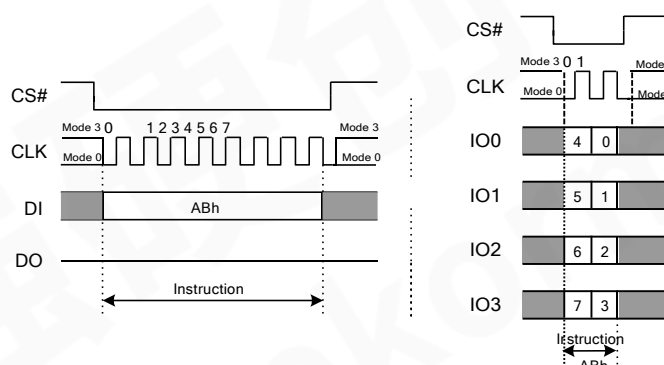 CS#
Mode 3 0 1 2 3 4 5 6 7 Mode 3
CLK
Mode 0 Mode 0
DI ABh
DO
Instruction
CS#
Mode 3 0 1 Mode
CLK
Mode 0 Mode
IO0 4 0
IO1 5 1
IO2 6 2
IO3 7 3
Instruction
ABh